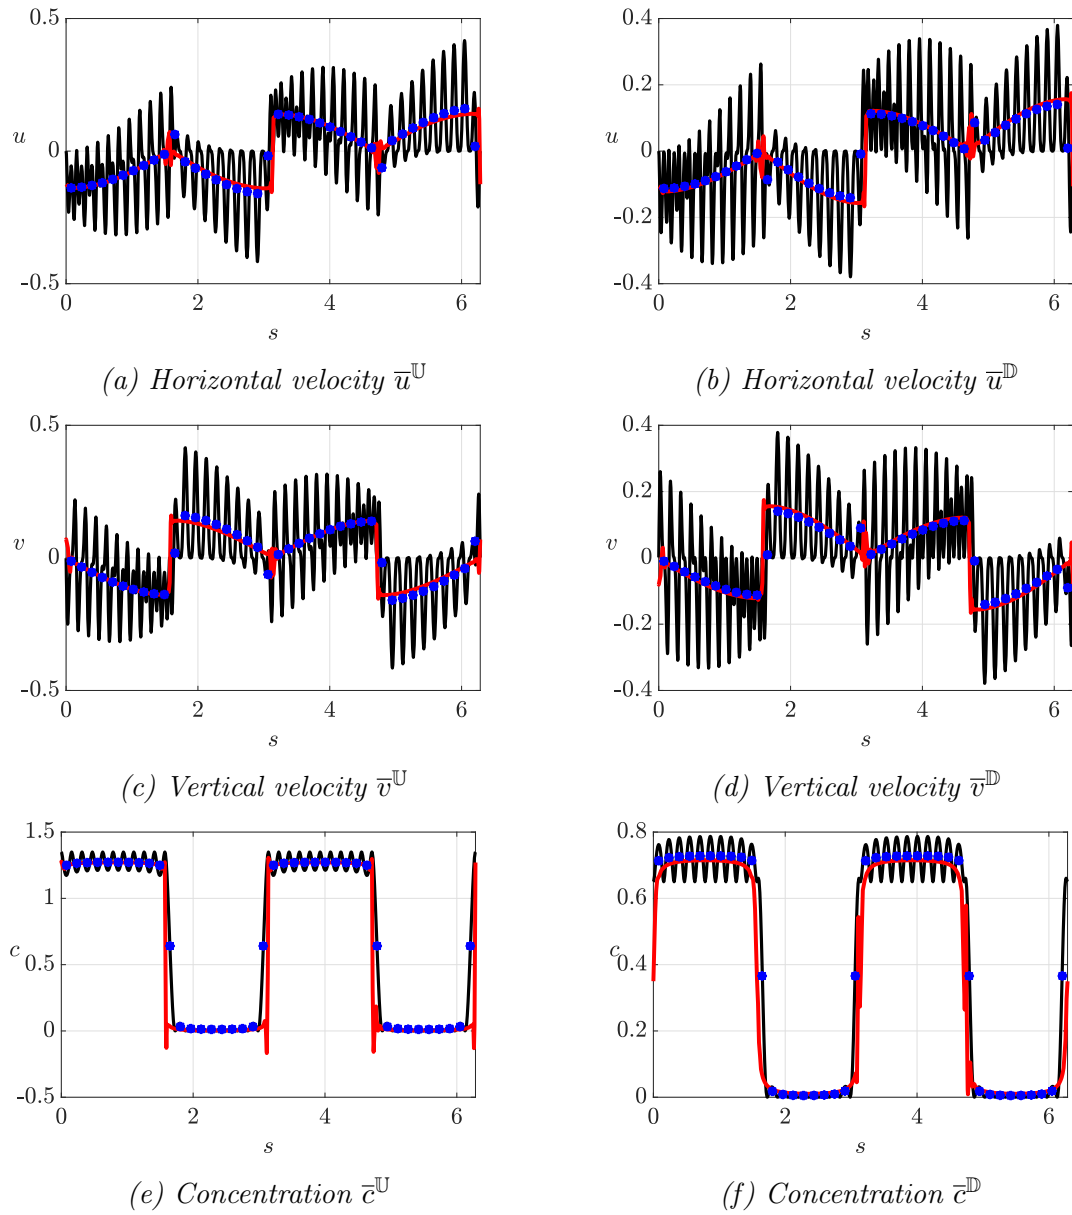 0.5
0
-0.5
u
0 2 4 6
s
(a) Horizontal velocity u̅^𝕌
0.4
0.2
0
-0.2
-0.4
u
0 2 4 6
s
(b) Horizontal velocity u̅^𝔻
0.5
0
-0.5
v
0 2 4 6
s
(c) Vertical velocity v̅^𝕌
0.4
0.2
0
-0.2
-0.4
v
0 2 4 6
s
(d) Vertical velocity v̅^𝔻
1.5
1
0.5
0
-0.5
c
0 2 4 6
s
(e) Concentration c̅^𝕌
0.8
0.6
0.4
0.2
0
c
0 2 4 6
s
(f) Concentration c̅^𝔻